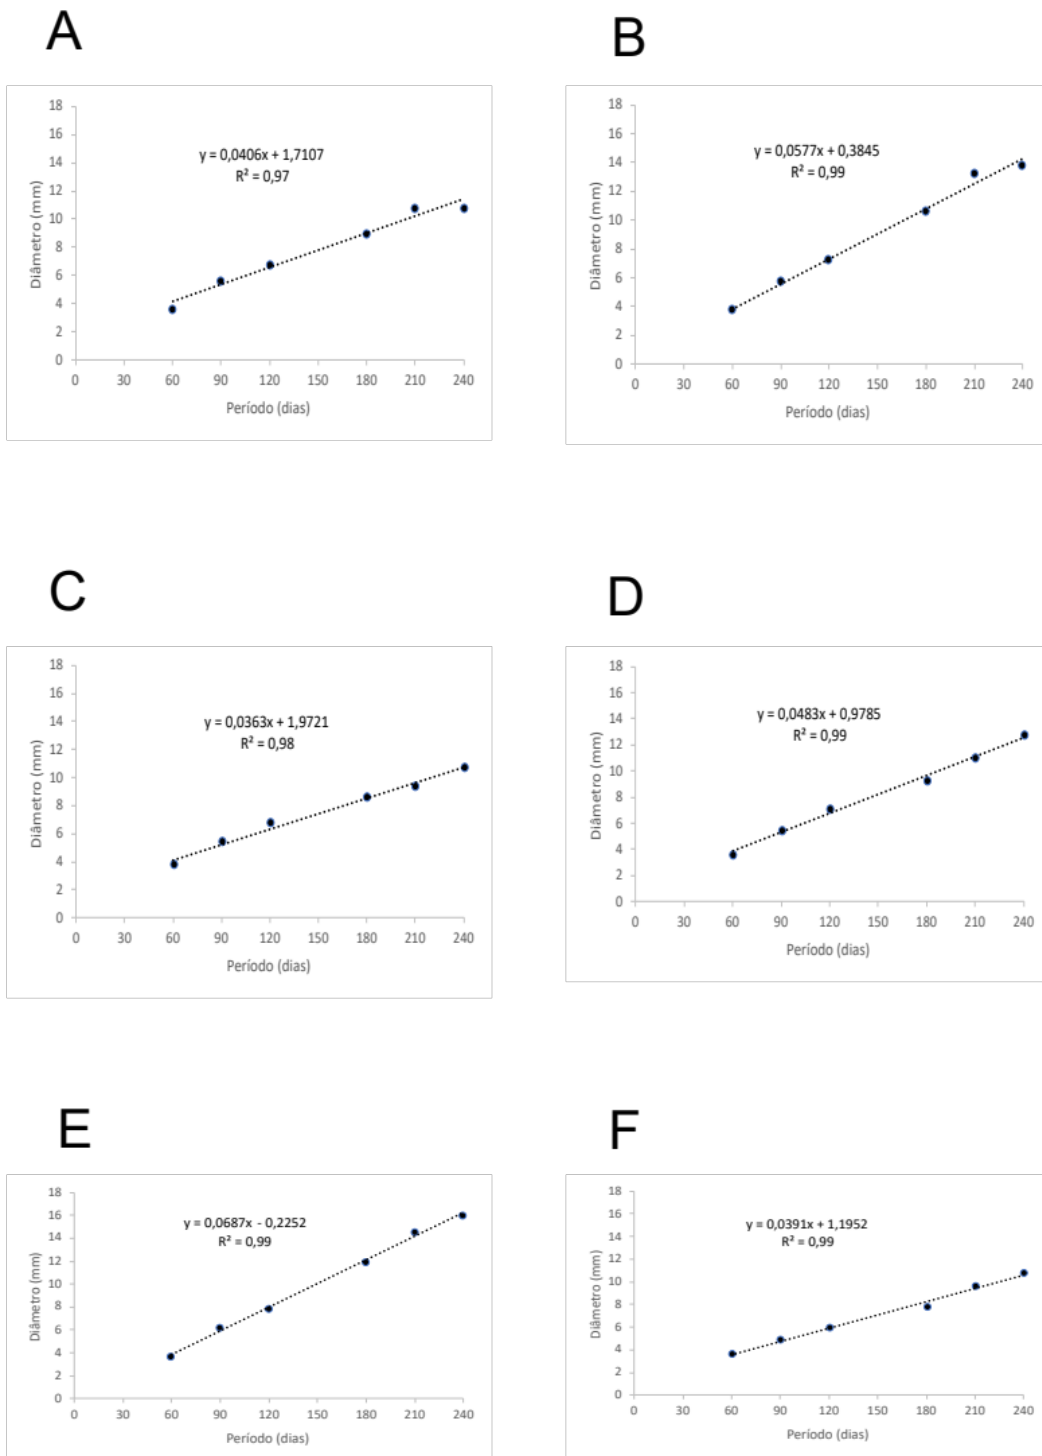 A
18
16
14
12
10
8
6
4
2
0
Diâmetro (mm)
y = 0,0406x + 1,7107
R² = 0,97
0 30 60 90 120 150 180 210 240
Período (dias)
B
18
16
14
12
10
8
6
4
2
0
Diâmetro (mm)
y = 0,0577x + 0,3845
R² = 0,99
0 30 60 90 120 150 180 210 240
Período (dias)
C
18
16
14
12
10
8
6
4
2
0
Diâmetro (mm)
y = 0,0363x + 1,9721
R² = 0,98
0 30 60 90 120 150 180 210 240
Período (dias)
D
18
16
14
12
10
8
6
4
2
0
Diâmetro (mm)
y = 0,0483x + 0,9785
R² = 0,99
0 30 60 90 120 150 180 210 240
Período (dias)
E
18
16
14
12
10
8
6
4
2
0
Diâmetro (mm)
y = 0,0687x - 0,2252
R² = 0,99
0 30 60 90 120 150 180 210 240
Período (dias)
F
18
16
14
12
10
8
6
4
2
0
Diâmetro (mm)
y = 0,0391x + 1,1952
R² = 0,99
0 30 60 90 120 150 180 210 240
Período (dias)